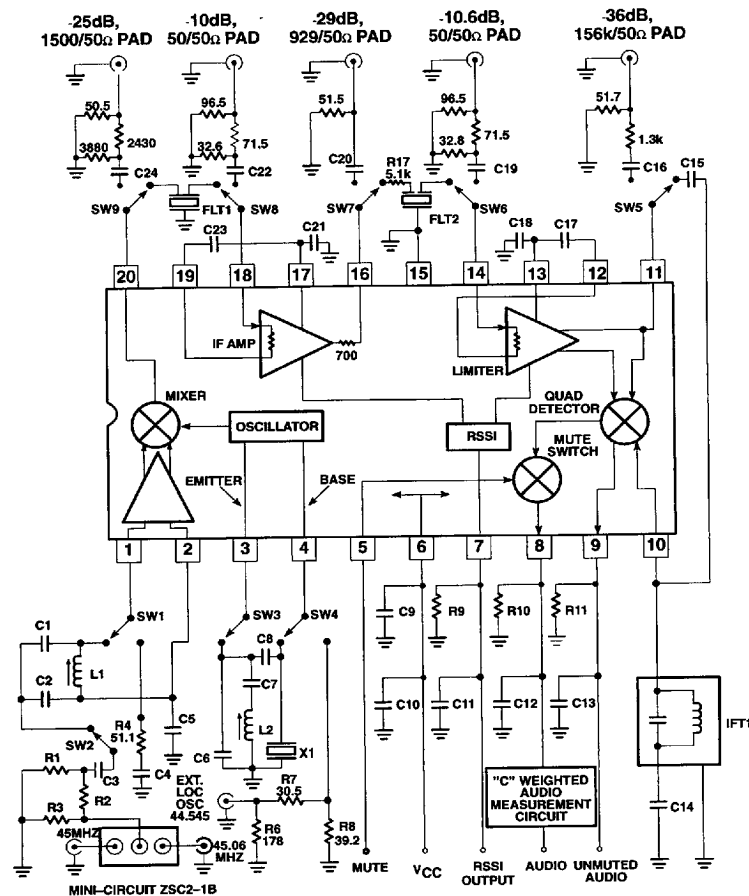 -25dB,
1500/50Ω PAD
-10dB,
50/50Ω PAD
-29dB,
929/50Ω PAD
-10.6dB,
50/50Ω PAD
-36dB,
156k/50Ω PAD
50.5
2430
3880
C24
96.5
71.5
32.6
C22
51.5
C20
R17
5.1k
96.5
71.5
32.8
C19
51.7
1.3k
C16
C15
SW9
FLT1
SW8
SW7
FLT2
SW6
SW5
C23
C21
C18
C17
20
19
18
17
16
15
14
13
12
11
IF AMP
700
LIMITER
MIXER
OSCILLATOR
RSSI
QUAD
DETECTOR
MUTE
SWITCH
EMITTER
BASE
1
2
3
4
5
6
7
8
9
10
SW1
SW3
SW4
C1
L1
C2
C5
SW2
R4
51.1
C3
C4
R1
R2
R3
C8
C7
L2
C6
X1
C9
R9
R10
R11
C10
C11
C12
C13
IFT1
C14
EXT.
LOC
OSC
44.545
R7
30.5
R6
178
R8
39.2
"C" WEIGHTED
AUDIO
MEASUREMENT
CIRCUIT
45MHZ
45.06
MHZ
MINI-CIRCUIT ZSC2-1B
MUTE
VCC
RSSI
OUTPUT
AUDIO
UNMUTED
AUDIO